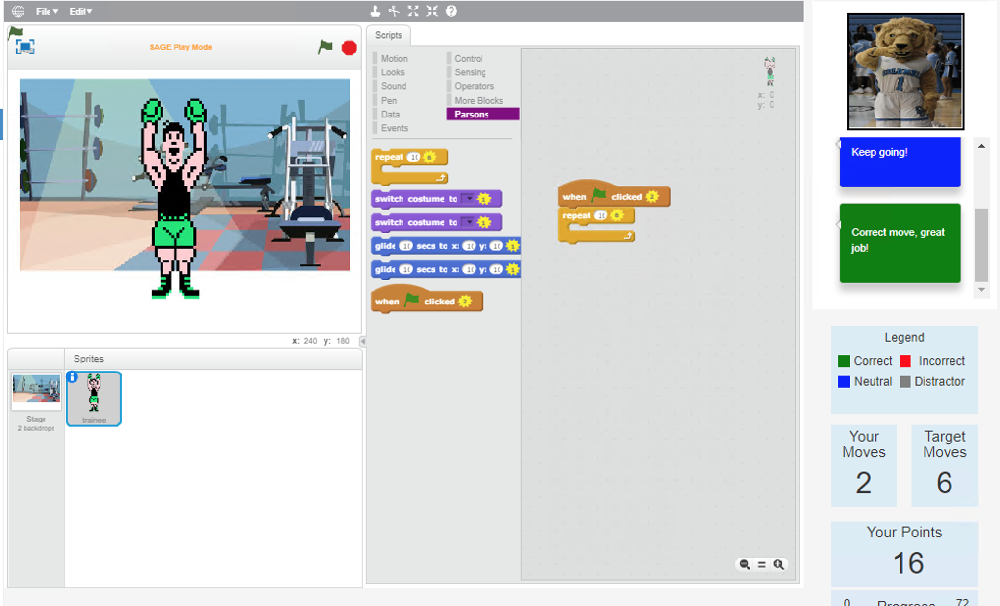 File ▾ Edit ▾
SAGE Play Mode
x: 240 y: 180
Sprites
Stage
2 backdrops
trainee
Scripts
Motion
Looks
Sound
Pen
Data
Events
Control
Sensing
Operators
More Blocks
Parsons
repeat 10 6
switch costume to 1
switch costume to 1
glide 10 secs to x: 10 y: 10 1
glide 10 secs to x: 10 y: 10 1
when clicked 2
x: 0
y: 0
when clicked 2
repeat 10 6
1
Keep going!
Correct move, great
job!
Legend
Correct Incorrect
Neutral Distractor
Your
Moves
2
Target
Moves
6
Your Points
16
0 Progress 72